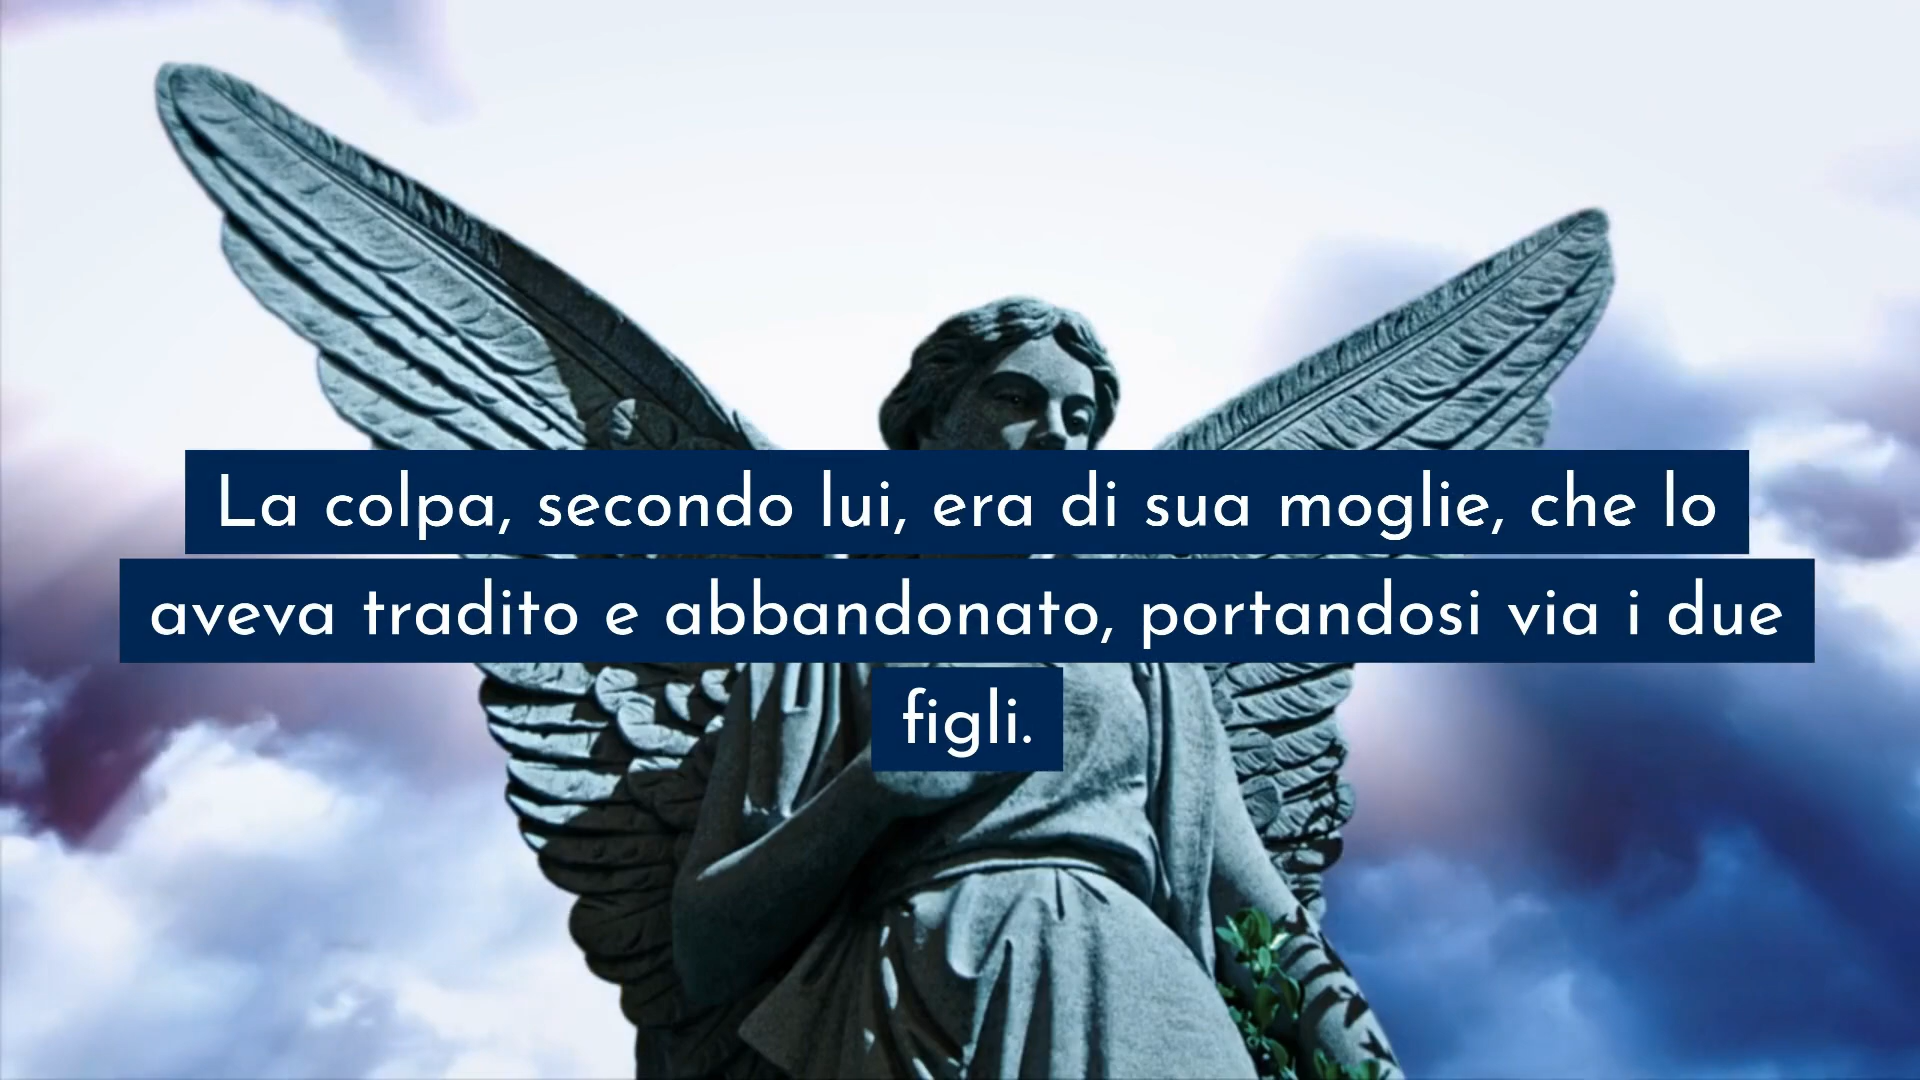 La colpa, secondo lui, era di sua moglie, che lo
aveva tradito e abbandonato, portandosi via i due
figli.